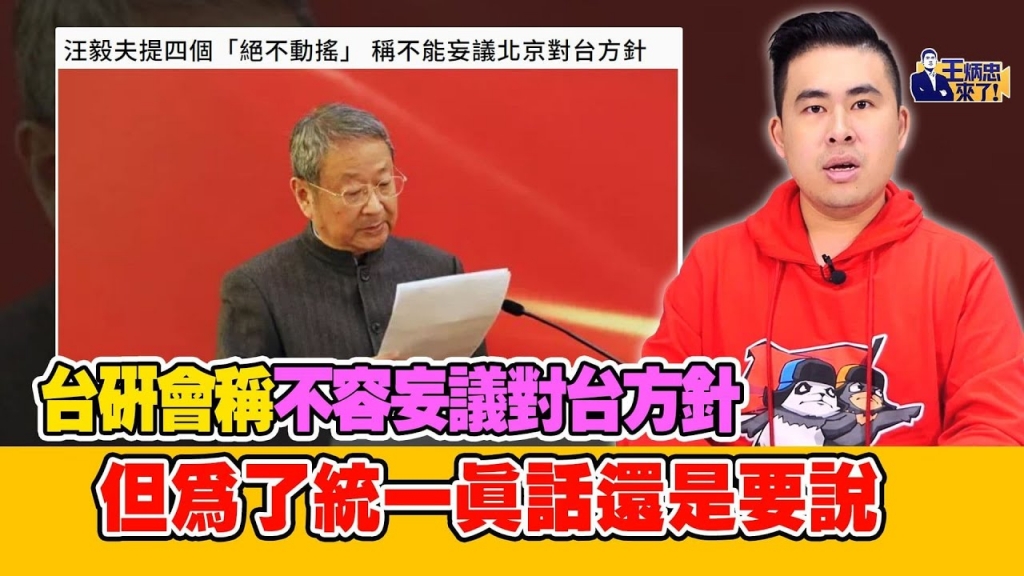 汪毅夫提四個「絕不動搖」 稱不能妄議北京對台方針
王炳忠
來了!
台研會稱不容妄議對台方針
但為了統一真話還是要說